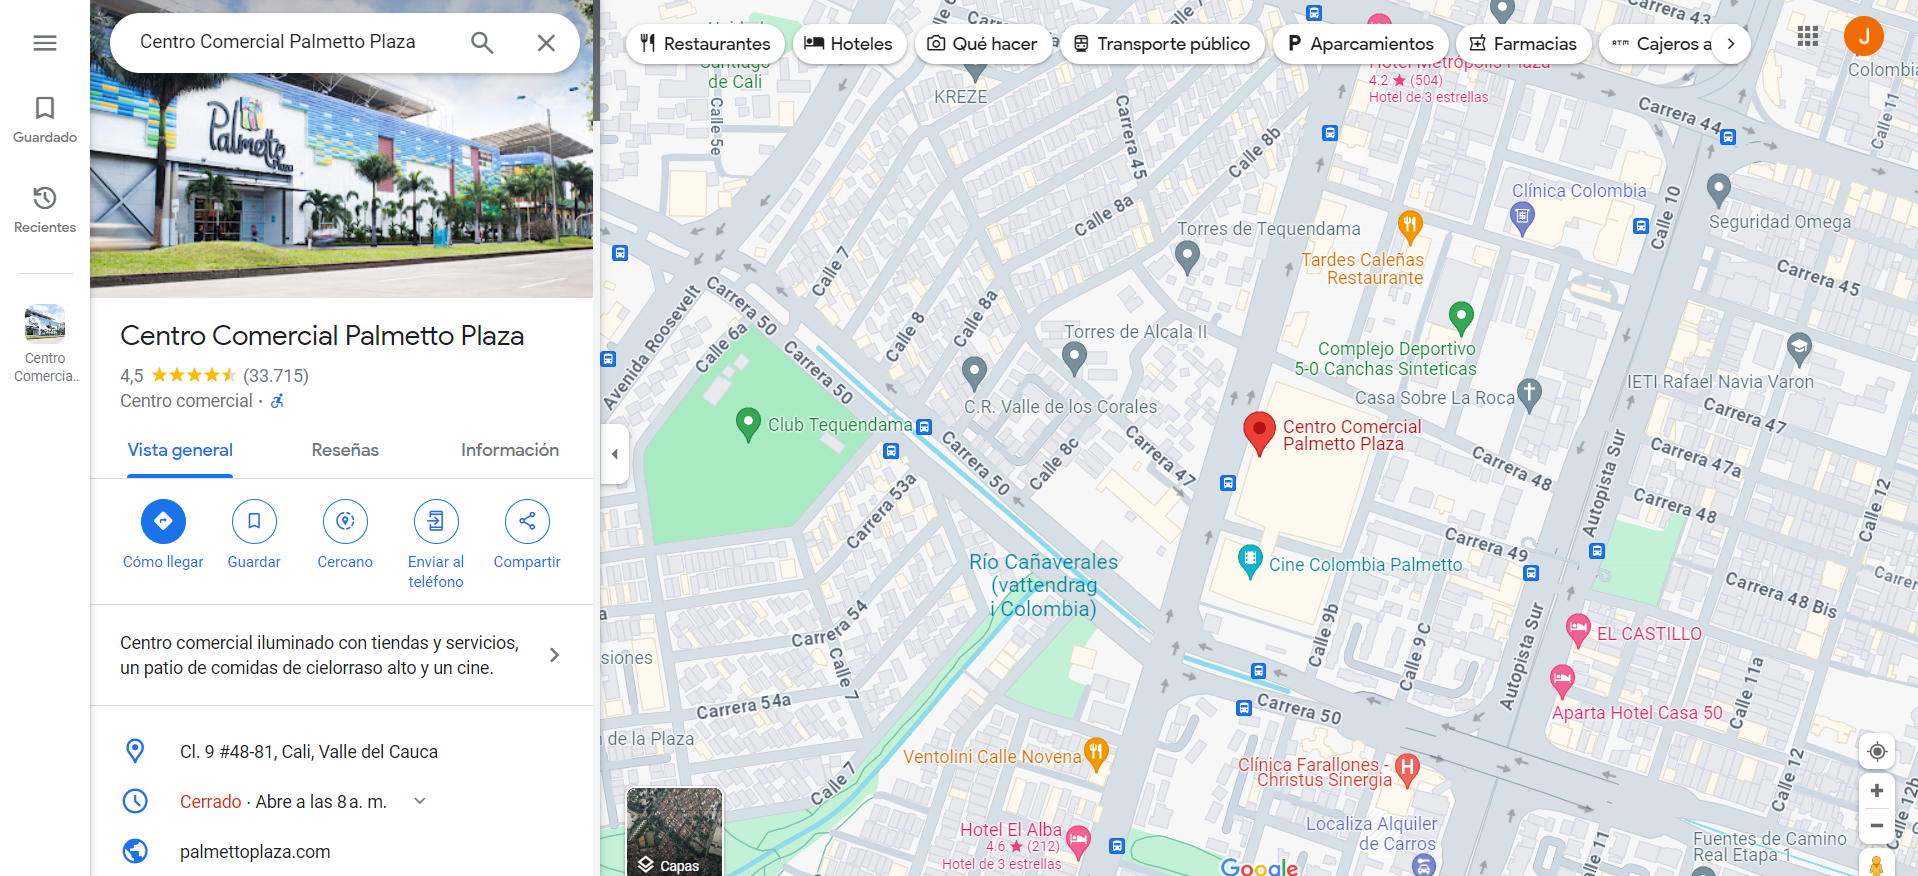 Centro Comercial Palmetto Plaza
Guardado
Recientes
Centro
Comercia...
Palmetto
Plaza
Centro Comercial Palmetto Plaza
4,5 (33.715)
Centro comercial ·
Vista general
Reseñas
Información
Cómo llegar
Guardar
Cercano
Enviar al
teléfono
Compartir
Centro comercial iluminado con tiendas y servicios,
un patio de comidas de cielorraso alto y un cine.
Cl. 9 #48-81, Cali, Valle del Cauca
Cerrado · Abre a las 8 a. m.
palmettoplaza.com
Restaurantes
Hoteles
Qué hacer
Transporte público
P Aparcamientos
Farmacias
ATM Cajeros a
J
Carrera 43
Colombia
Santiago
de Cali
KREZE
Hotel Metrópolis Plaza
4.2 ★ (504)
Hotel de 3 estrellas
Carrera 44
Calle 11
Calle 5e
Carrera 45
Calle 8b
Clínica Colombia
Calle 10
Seguridad Omega
Calle 8a
Torres de Tequendama
Tardes Caleñas
Restaurante
Carrera 45
Calle 7
Carrera 50
Avenida Roosevelt
Calle 6a
Calle 8
Calle 8a
Torres de Alcala II
Complejo Deportivo
5-0 Canchas Sinteticas
Carrera 50
IETI Rafael Navia Varon
C.R. Valle de los Corales
Casa Sobre La Roca
Carrera 47
Club Tequendama
Centro Comercial
Palmetto Plaza
Carrera 50
Calle 8c
Carrera 47
Carrera 48
Carrera 47a
Autopista Sur
Calle 12
Carrera 53a
Carrera 48
Carrera 49
Río Cañaverales
(vattendrag
i Colombia)
Cine Colombia Palmetto
Carrera
Carrera 48 Bis
Carrera 54
Calle 9b
Calle 9C
Autopista Sur
EL CASTILLO
siones
Calle 7
Calle 11a
Carrera 54a
Carrera 50
Aparta Hotel Casa 50
de la Plaza
Ventolini Calle Novena
Clínica Farallones -
Christus Sinergia
H
Calle 7
Calle 12
Calle 12b
Hotel El Alba
4.6 ★ (212)
Hotel de 3 estrellas
Localiza Alquiler
de Carros
Calle 11
Fuentes de Camino
Real Etapa 1
Capas
Google
+
−